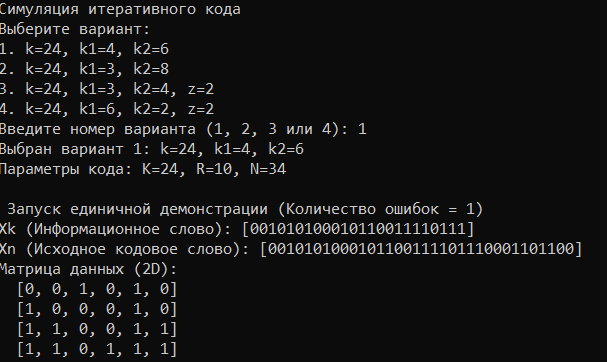 Симуляция итеративного кода
Выберите вариант:
1. k=24, k1=4, k2=6
2. k=24, k1=3, k2=8
3. k=24, k1=3, k2=4, z=2
4. k=24, k1=6, k2=2, z=2
Введите номер варианта (1, 2, 3 или 4): 1
Выбран вариант 1: k=24, k1=4, k2=6
Параметры кода: K=24, R=10, N=34
Запуск единичной демонстрации (Количество ошибок = 1)
Xk (Информационное слово): [001010100010110011110111]
Xn (Исходное кодовое слово): [0010101000101100111101110001101100]
Матрица данных (2D):
[0, 0, 1, 0, 1, 0]
[1, 0, 0, 0, 1, 0]
[1, 1, 0, 0, 1, 1]
[1, 1, 0, 1, 1, 1]